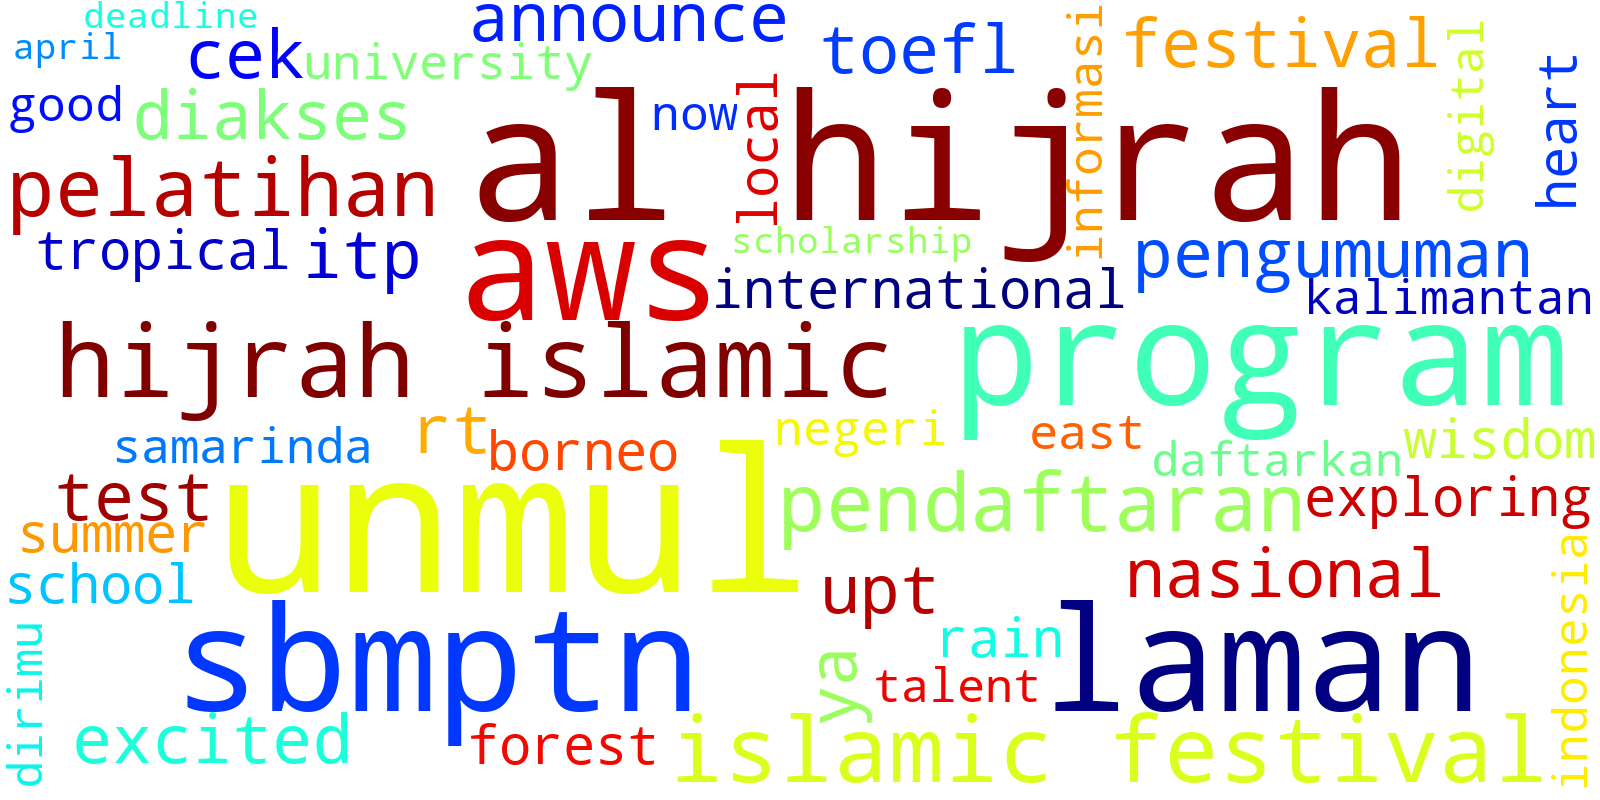 deadline
april
cek
university
announce
toefl
festival
good
diakses
now
local
informasi
digital
heart
al hijrah
pelatihan
tropical
itp
aws
scholarship
international
pengumuman
kalimantan
hijrah islamic
program
samarinda
rt
borneo
negeri
east
daftarkan
wisdom
test
summer
unmul
pendaftaran
exploring
school
upt
nasional
indonesia
sbmptn
rain
laman
ya
talent
dirimu
excited
forest
islamic festival